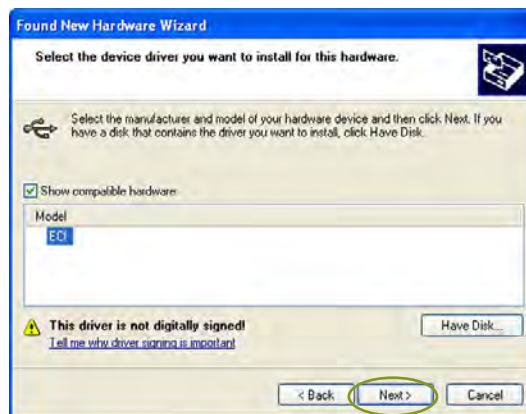 Found New Hardware Wizard
Select the device driver you want to install for this hardware.
Select the manufacturer and model of your hardware device and then click Next. If you
have a disk that contains the driver you want to install, click Have Disk.
Show compatible hardware
Model
ECI
This driver is not digitally signed!
Have Disk...
Tell me why driver signing is important
< Back
Next >
Cancel